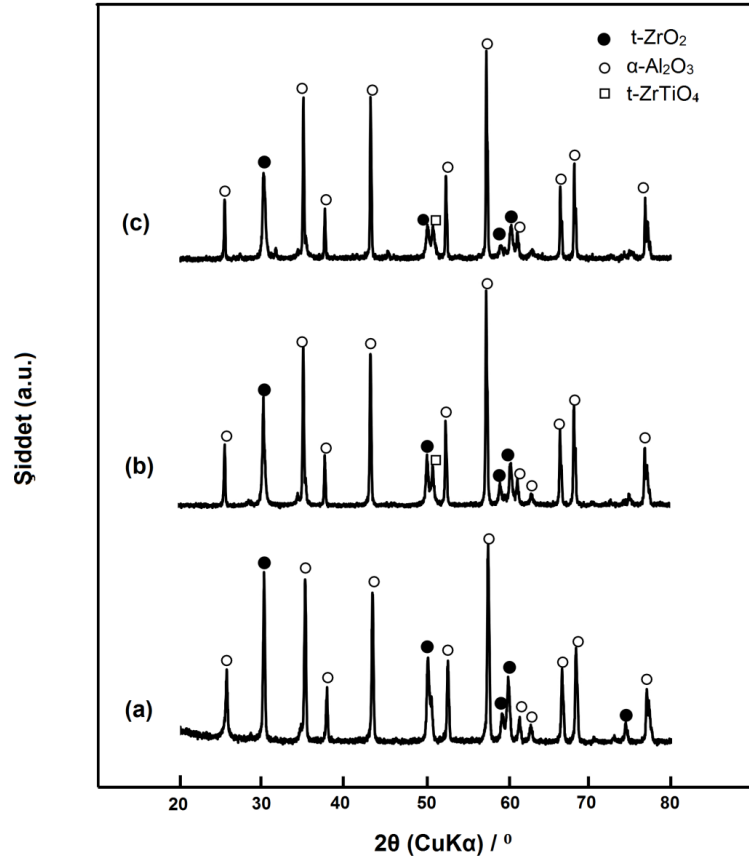 t-ZrO₂
α-Al₂O₃
t-ZrTiO₄
(c)
(b)
(a)
Şiddet (a.u.)
20 30 40 50 60 70 80
2θ (CuKα) / ⁰